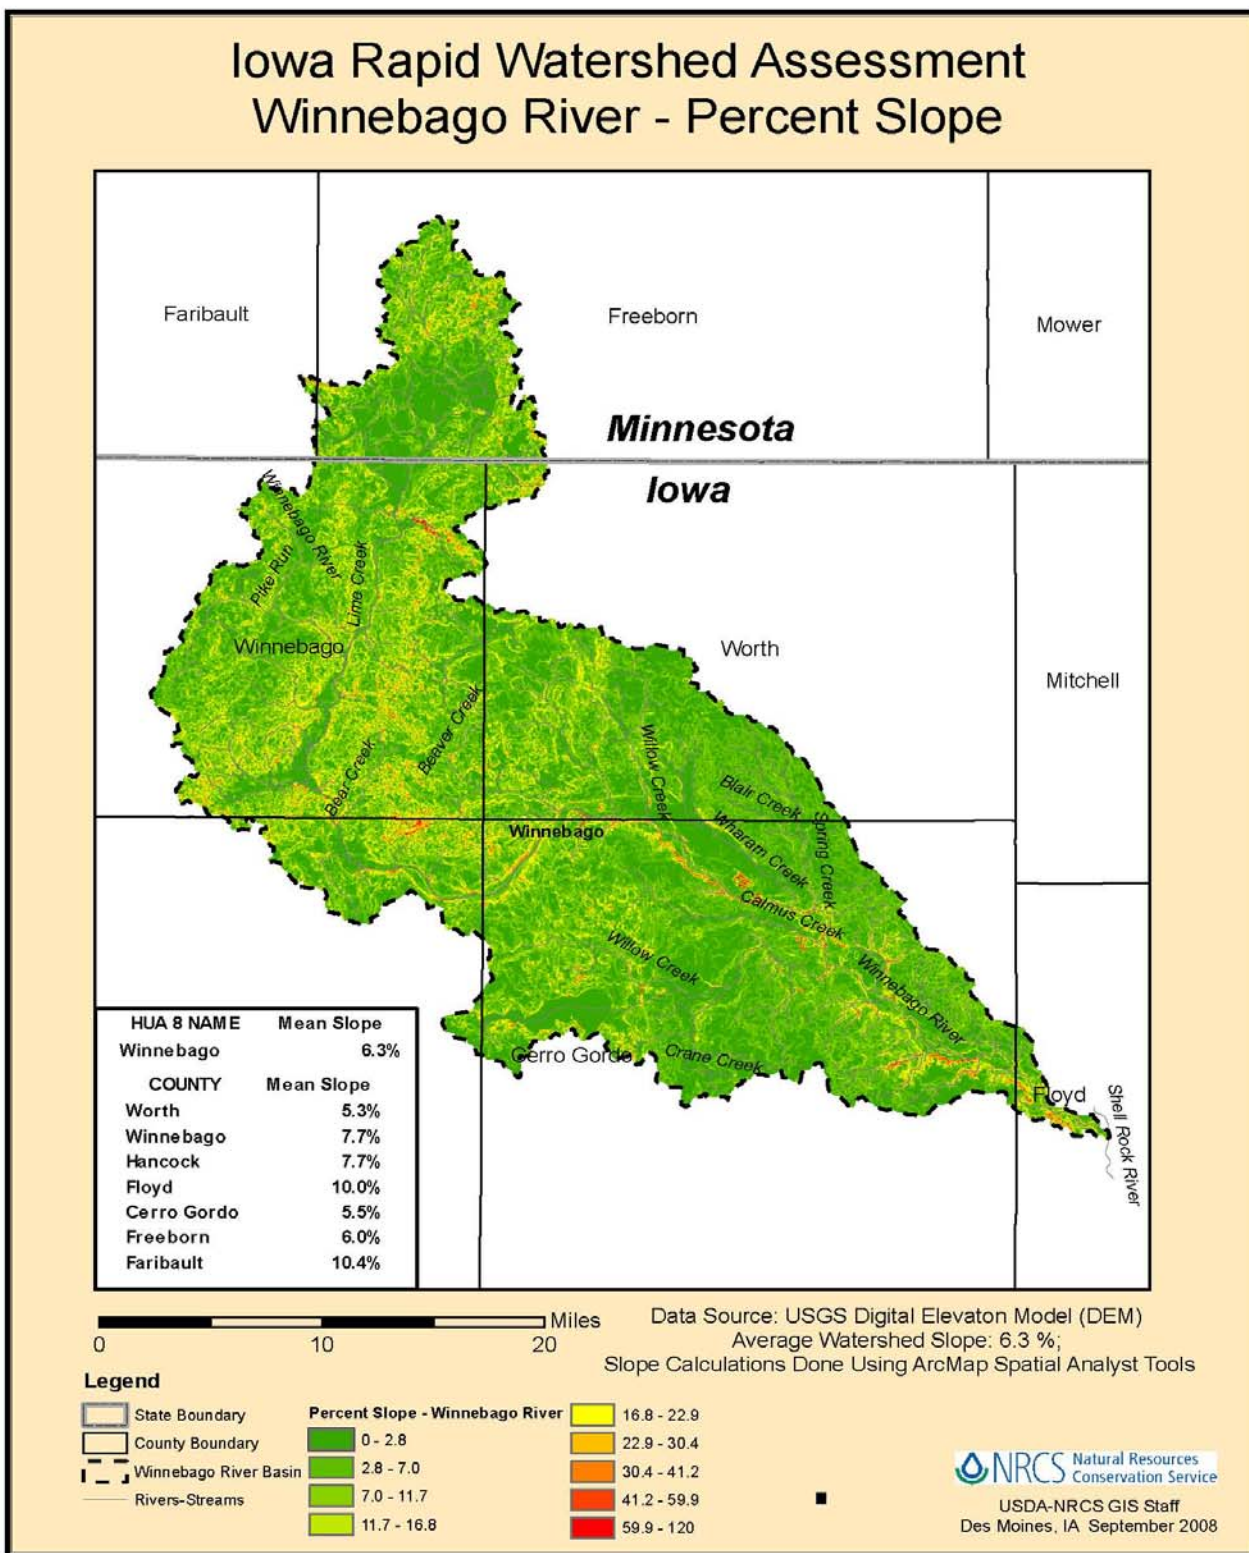 Iowa Rapid Watershed Assessment
Winnebago River - Percent Slope
Faribault
Freeborn
Mower
Minnesota
Iowa
Winnebago River
Pike Run
Lime Creek
Winnebago
Worth
Mitchell
Beaver Creek
Bear Creek
Willow Creek
Blair Creek
Spring Creek
Wharam Creek
Winnebago
Calmus Creek
Willow Creek
Winnebago River
Cerro Gordo
Crane Creek
Floyd
Shell Rock River
HUA 8 NAME Mean Slope
Winnebago 6.3%
COUNTY Mean Slope
Worth 5.3%
Winnebago 7.7%
Hancock 7.7%
Floyd 10.0%
Cerro Gordo 5.5%
Freeborn 6.0%
Faribault 10.4%
Miles
0 10 20
Data Source: USGS Digital Elevaton Model (DEM)
Average Watershed Slope: 6.3 %;
Slope Calculations Done Using ArcMap Spatial Analyst Tools
Legend
State Boundary
County Boundary
Winnebago River Basin
Rivers-Streams
Percent Slope - Winnebago River
0 - 2.8
2.8 - 7.0
7.0 - 11.7
11.7 - 16.8
16.8 - 22.9
22.9 - 30.4
30.4 - 41.2
41.2 - 59.9
59.9 - 120
NRCS Natural Resources
Conservation Service
USDA-NRCS GIS Staff
Des Moines, IA September 2008